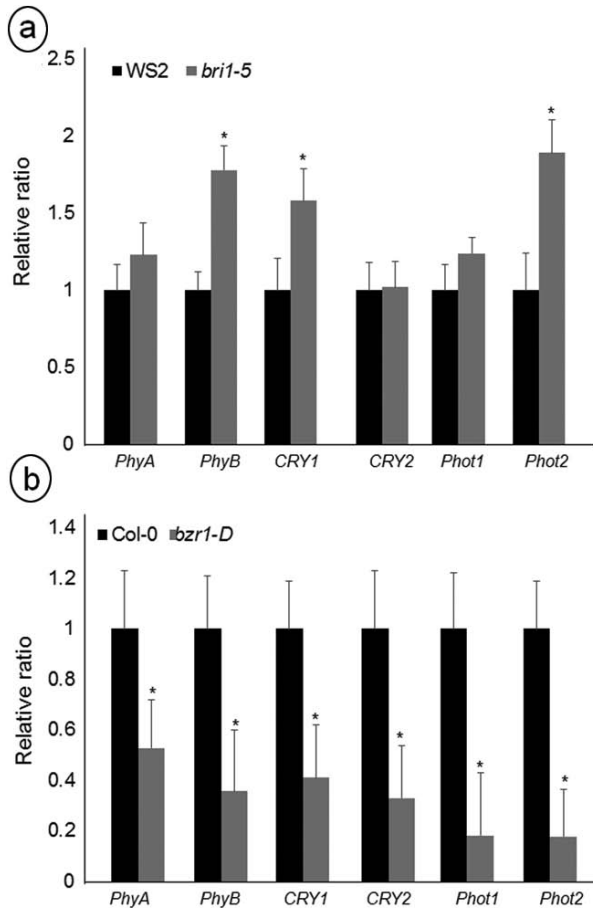 a
WS2 bri1-5
2.5
2
1.5
1
0.5
0
Relative ratio
PhyA PhyB CRY1 CRY2 Phot1 Phot2
* * *
b
Col-0 bzr1-D
1.4
1.2
1
0.8
0.6
0.4
0.2
0
Relative ratio
* * * * * *
PhyA PhyB CRY1 CRY2 Phot1 Phot2